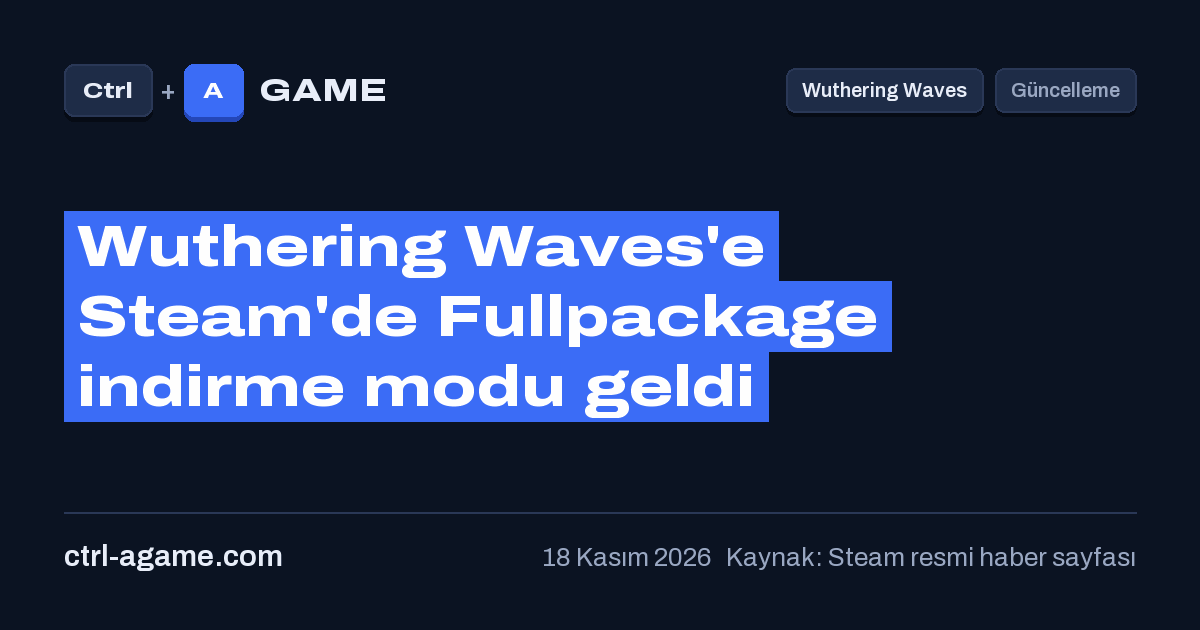 Ctrl + A GAME
Wuthering Waves Güncelleme
Wuthering Waves'e
Steam'de Fullpackage
indirme modu geldi
ctrl-agame.com
18 Kasım 2026 Kaynak: Steam resmi haber sayfası